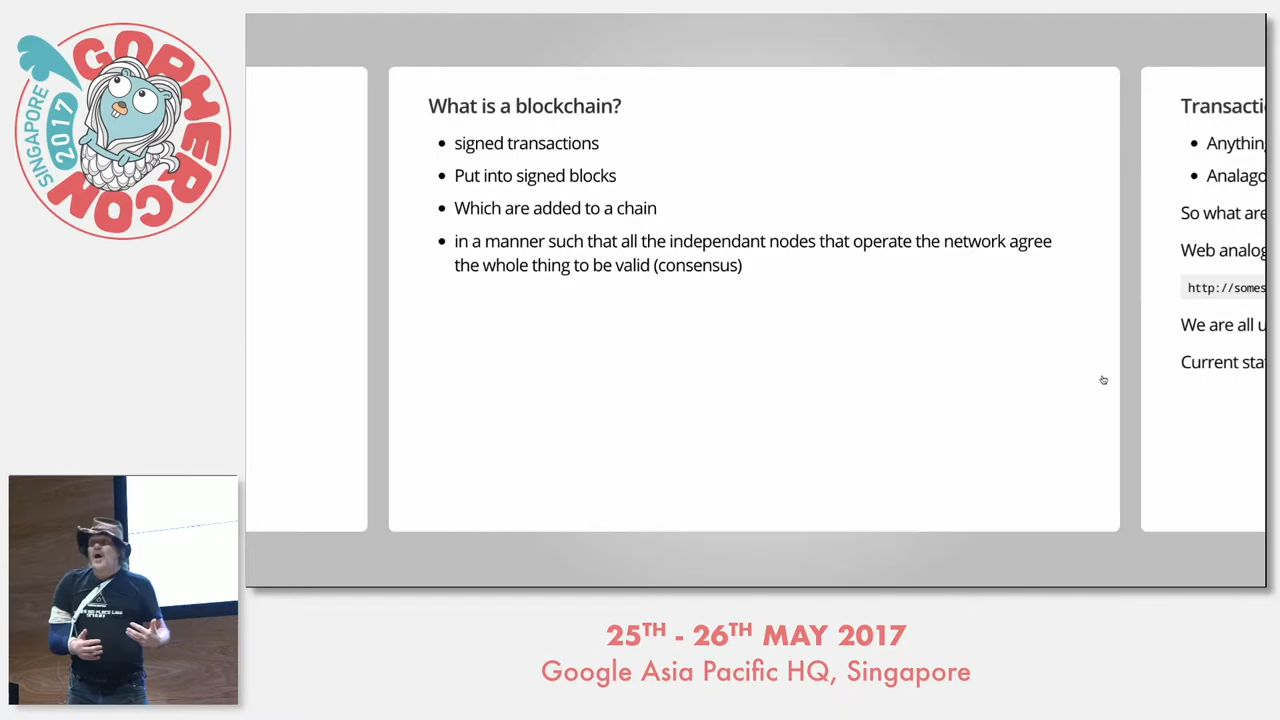 GOPHERCON
SINGAPORE
2017
What is a blockchain?
signed transactions
Put into signed blocks
Which are added to a chain
in a manner such that all the independant nodes that operate the network agree
the whole thing to be valid (consensus)
Transacti
Anything
Analago
So what are
Web analog
http://somes
We are all u
Current sta
25TH - 26TH MAY 2017
Google Asia Pacific HQ, Singapore